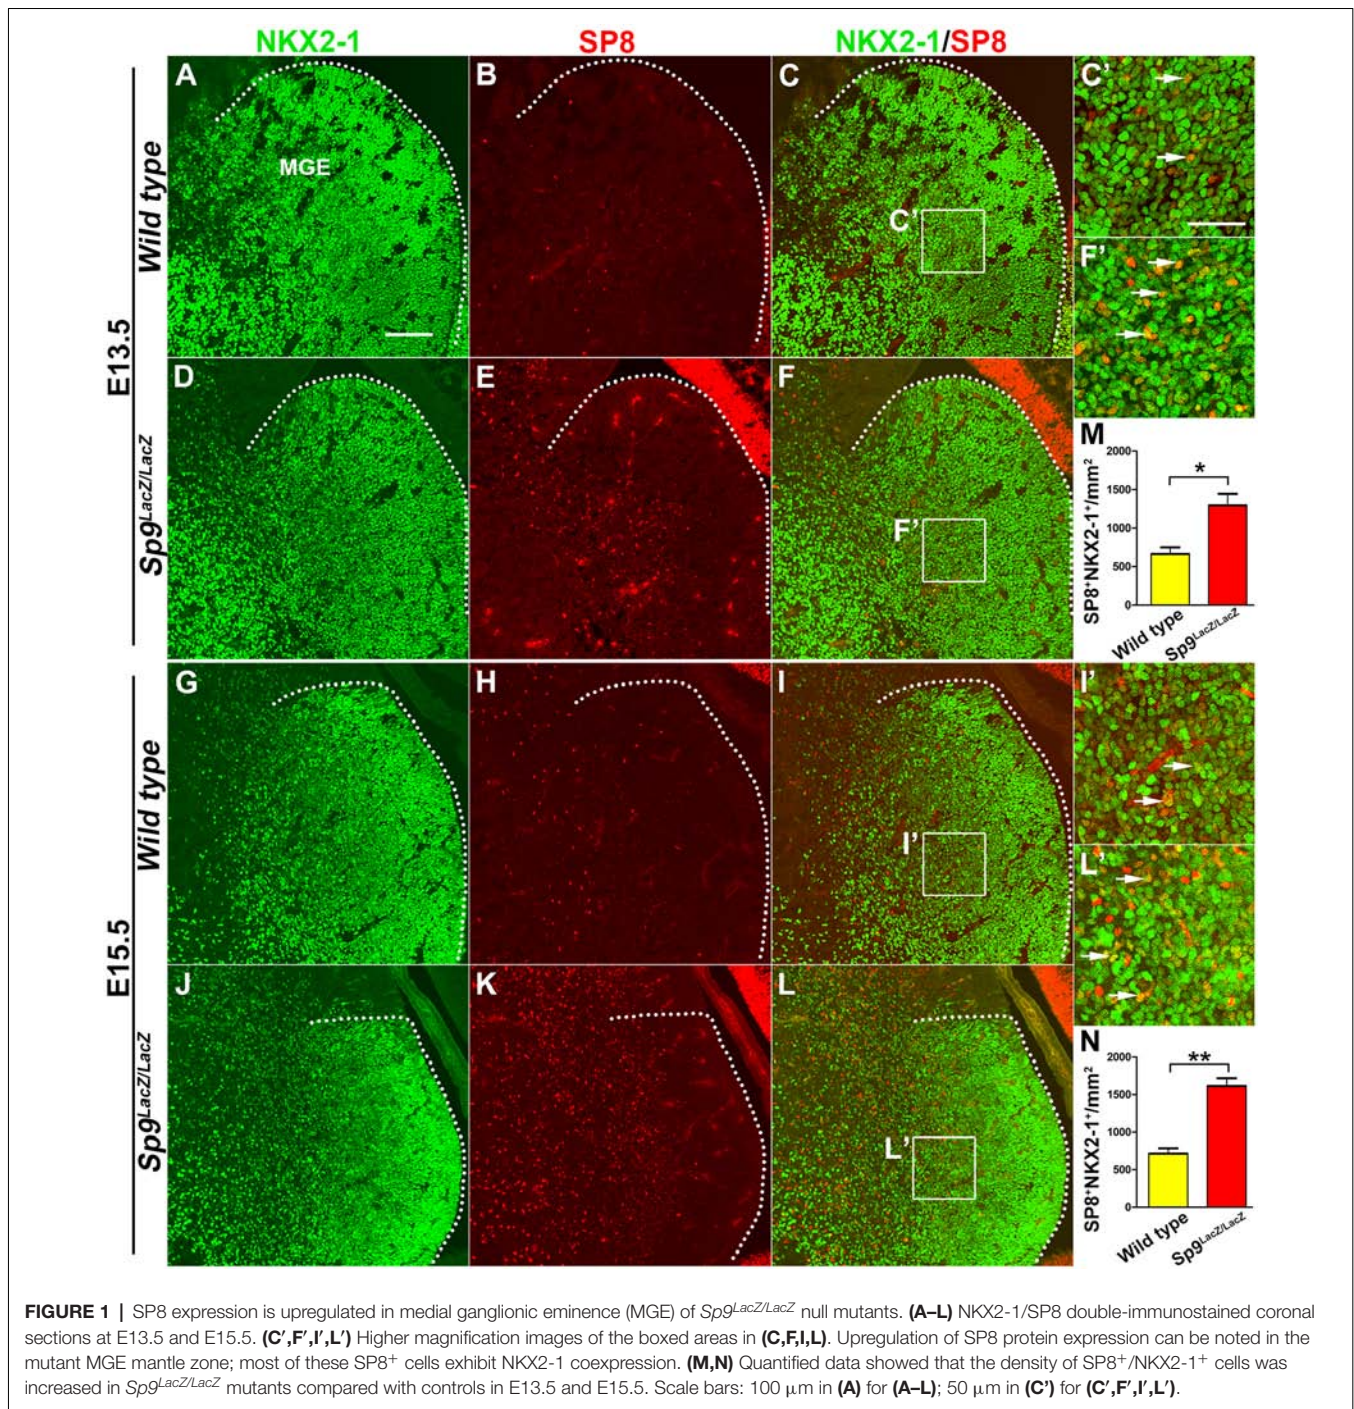 NKX2-1 SP8 NKX2-1/SP8
A B C C'
MGE
Wild type
C'
F'
E13.5
D E F
Sp9LacZ/LacZ
F'
M
SP8+NKX2-1+/mm2
2000
1500
1000
500
0
*
Wild type Sp9LacZ/LacZ
G H I I'
Wild type
I'
L'
E15.5
J K L
Sp9LacZ/LacZ
L'
N
SP8+NKX2-1+/mm2
2000
1500
1000
500
0
**
Wild type Sp9LacZ/LacZ
FIGURE 1 | SP8 expression is upregulated in medial ganglionic eminence (MGE) of Sp9LacZ/LacZ null mutants. (A–L) NKX2-1/SP8 double-immunostained coronal
sections at E13.5 and E15.5. (C′,F′,I′,L′) Higher magnification images of the boxed areas in (C,F,I,L). Upregulation of SP8 protein expression can be noted in the
mutant MGE mantle zone; most of these SP8+ cells exhibit NKX2-1 coexpression. (M,N) Quantified data showed that the density of SP8+/NKX2-1+ cells was
increased in Sp9LacZ/LacZ mutants compared with controls in E13.5 and E15.5. Scale bars: 100 μm in (A) for (A–L); 50 μm in (C') for (C′,F′,I′,L′).